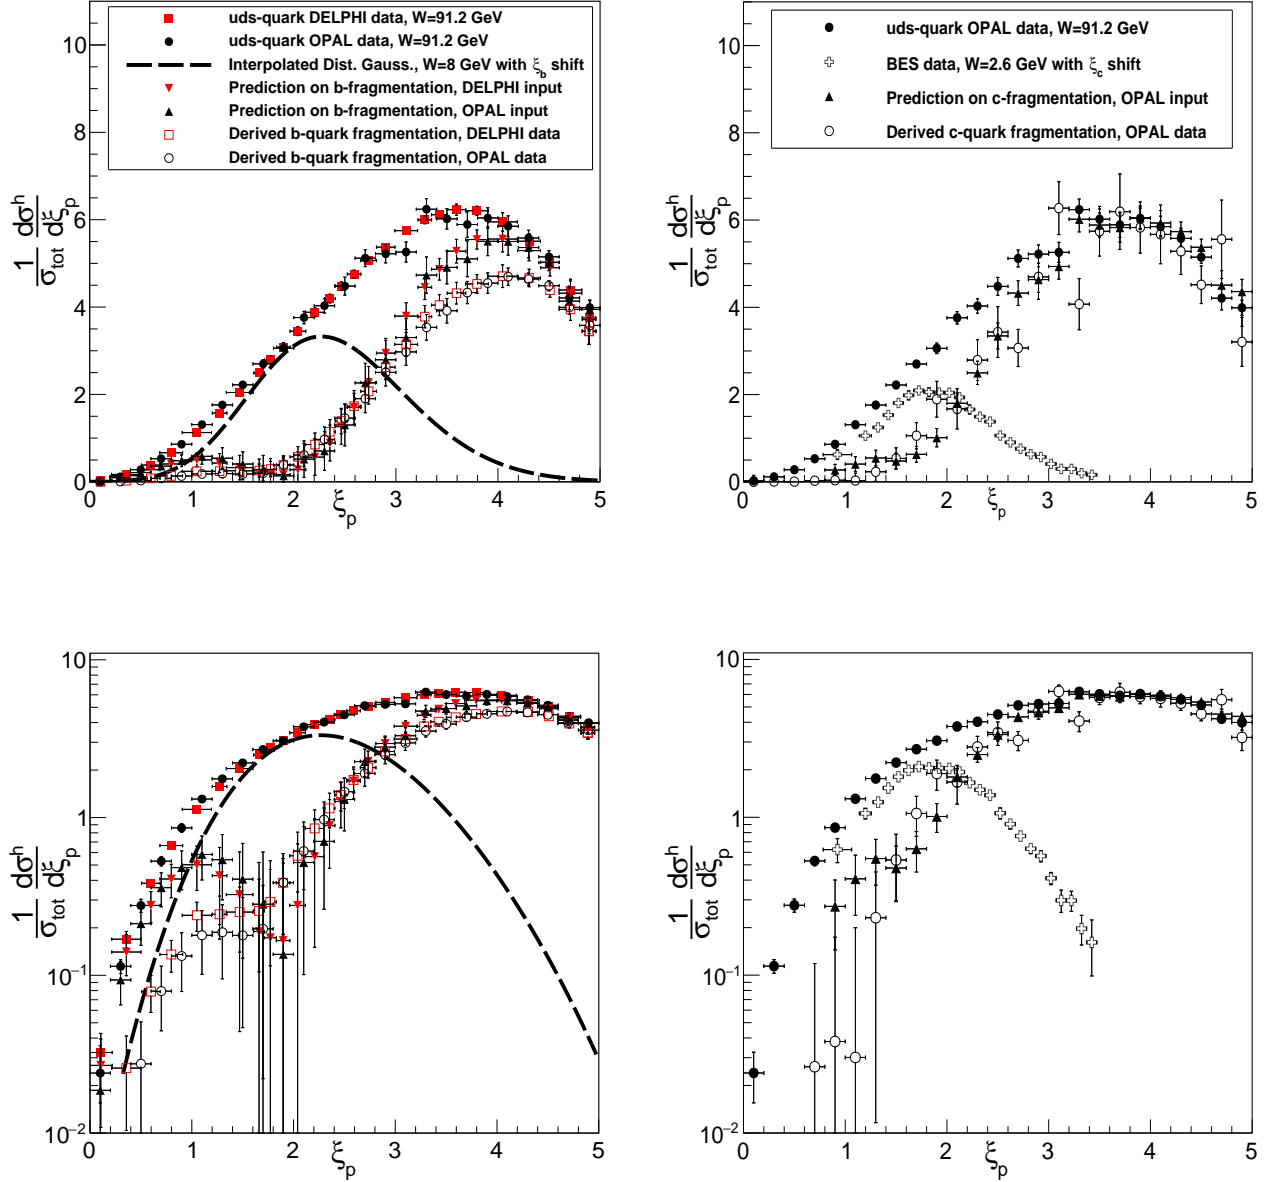 uds-quark DELPHI data, W=91.2 GeV
uds-quark OPAL data, W=91.2 GeV
Interpolated Dist. Gauss., W=8 GeV with ξb shift
Prediction on b-fragmentation, DELPHI input
Prediction on b-fragmentation, OPAL input
Derived b-quark fragmentation, DELPHI data
Derived b-quark fragmentation, OPAL data
10
8
6
4
2
0
1/σtot dσh/dξp
0 1 2 3 4 5
ξp
uds-quark OPAL data, W=91.2 GeV
BES data, W=2.6 GeV with ξc shift
Prediction on c-fragmentation, OPAL input
Derived c-quark fragmentation, OPAL data
10
8
6
4
2
0
1/σtot dσh/dξp
0 1 2 3 4 5
ξp
10
1
10−1
10−2
1/σtot dσh/dξp
0 1 2 3 4 5
ξp
10
1
10−1
10−2
1/σtot dσh/dξp
0 1 2 3 4 5
ξp